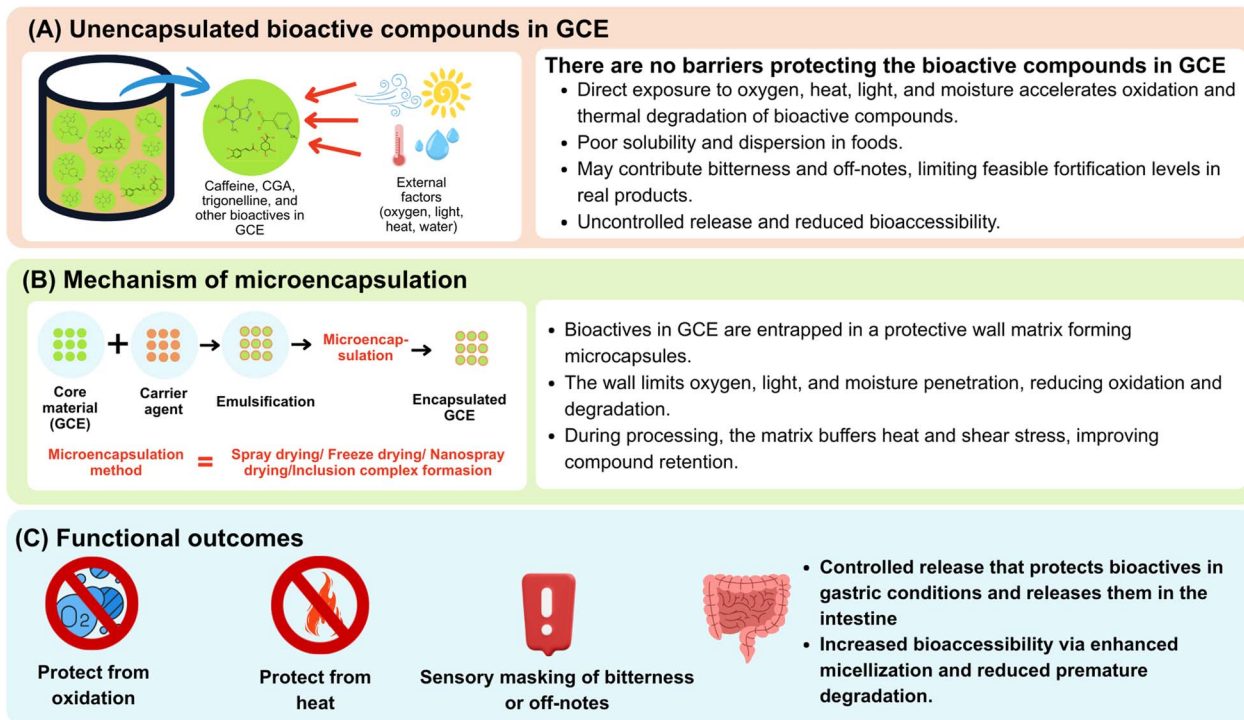 (A) Unencapsulated bioactive compounds in GCE
Caffeine, CGA,
trigonelline, and
other bioactives in
GCE
External
factors
(oxygen, light,
heat, water)
There are no barriers protecting the bioactive compounds in GCE
• Direct exposure to oxygen, heat, light, and moisture accelerates oxidation and
thermal degradation of bioactive compounds.
• Poor solubility and dispersion in foods.
• May contribute bitterness and off-notes, limiting feasible fortification levels in
real products.
• Uncontrolled release and reduced bioaccessibility.
(B) Mechanism of microencapsulation
+
Microencap-
sulation
Core
material
(GCE)
Carrier
agent
Emulsification
Encapsulated
GCE
Microencapsulation
method
=
Spray drying/ Freeze drying/ Nanospray
drying/Inclusion complex formasion
• Bioactives in GCE are entrapped in a protective wall matrix forming
microcapsules.
• The wall limits oxygen, light, and moisture penetration, reducing oxidation and
degradation.
• During processing, the matrix buffers heat and shear stress, improving
compound retention.
(C) Functional outcomes
O2
Protect from
oxidation
Protect from
heat
!
Sensory masking of bitterness
or off-notes
• Controlled release that protects bioactives in
gastric conditions and releases them in the
intestine
• Increased bioaccessibility via enhanced
micellization and reduced premature
degradation.